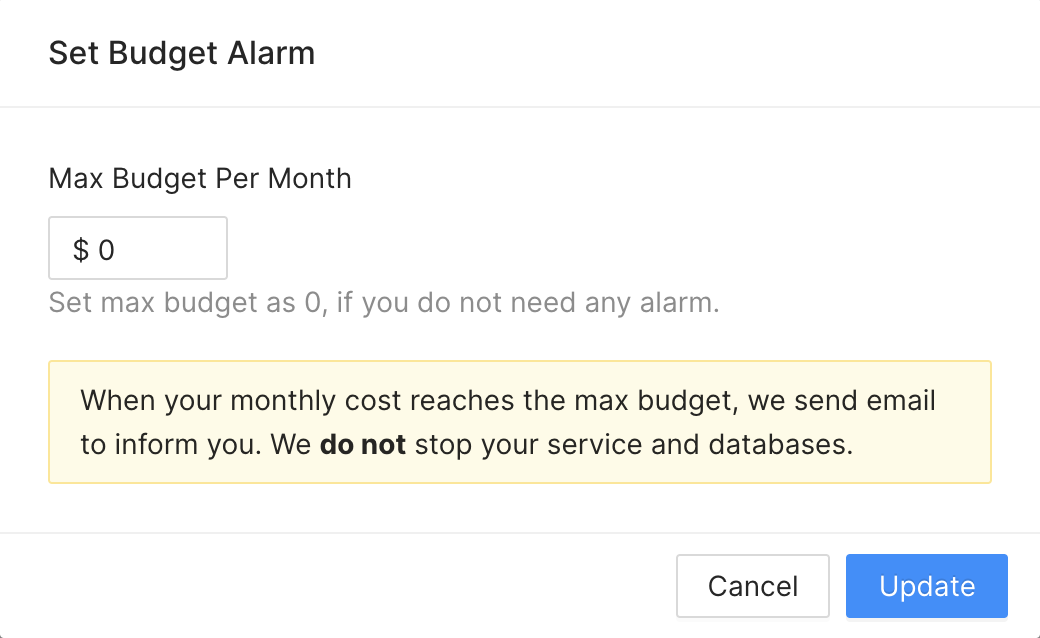 Set Budget Alarm
Max Budget Per Month
$ 0
Set max budget as 0, if you do not need any alarm.
When your monthly cost reaches the max budget, we send email
to inform you. We do not stop your service and databases.
Cancel Update